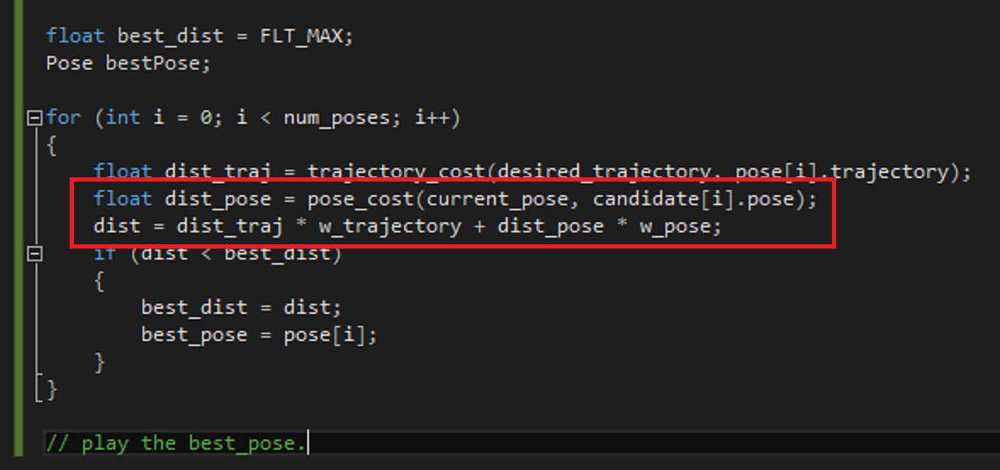 float best_dist = FLT_MAX;
Pose bestPose;
for (int i = 0; i < num_poses; i++)
{
float dist_traj = trajectory_cost(desired_trajectory, pose[i].trajectory);
float dist_pose = pose_cost(current_pose, candidate[i].pose);
dist = dist_traj * w_trajectory + dist_pose * w_pose;
if (dist < best_dist)
{
best_dist = dist;
best_pose = pose[i];
}
}
// play the best_pose.